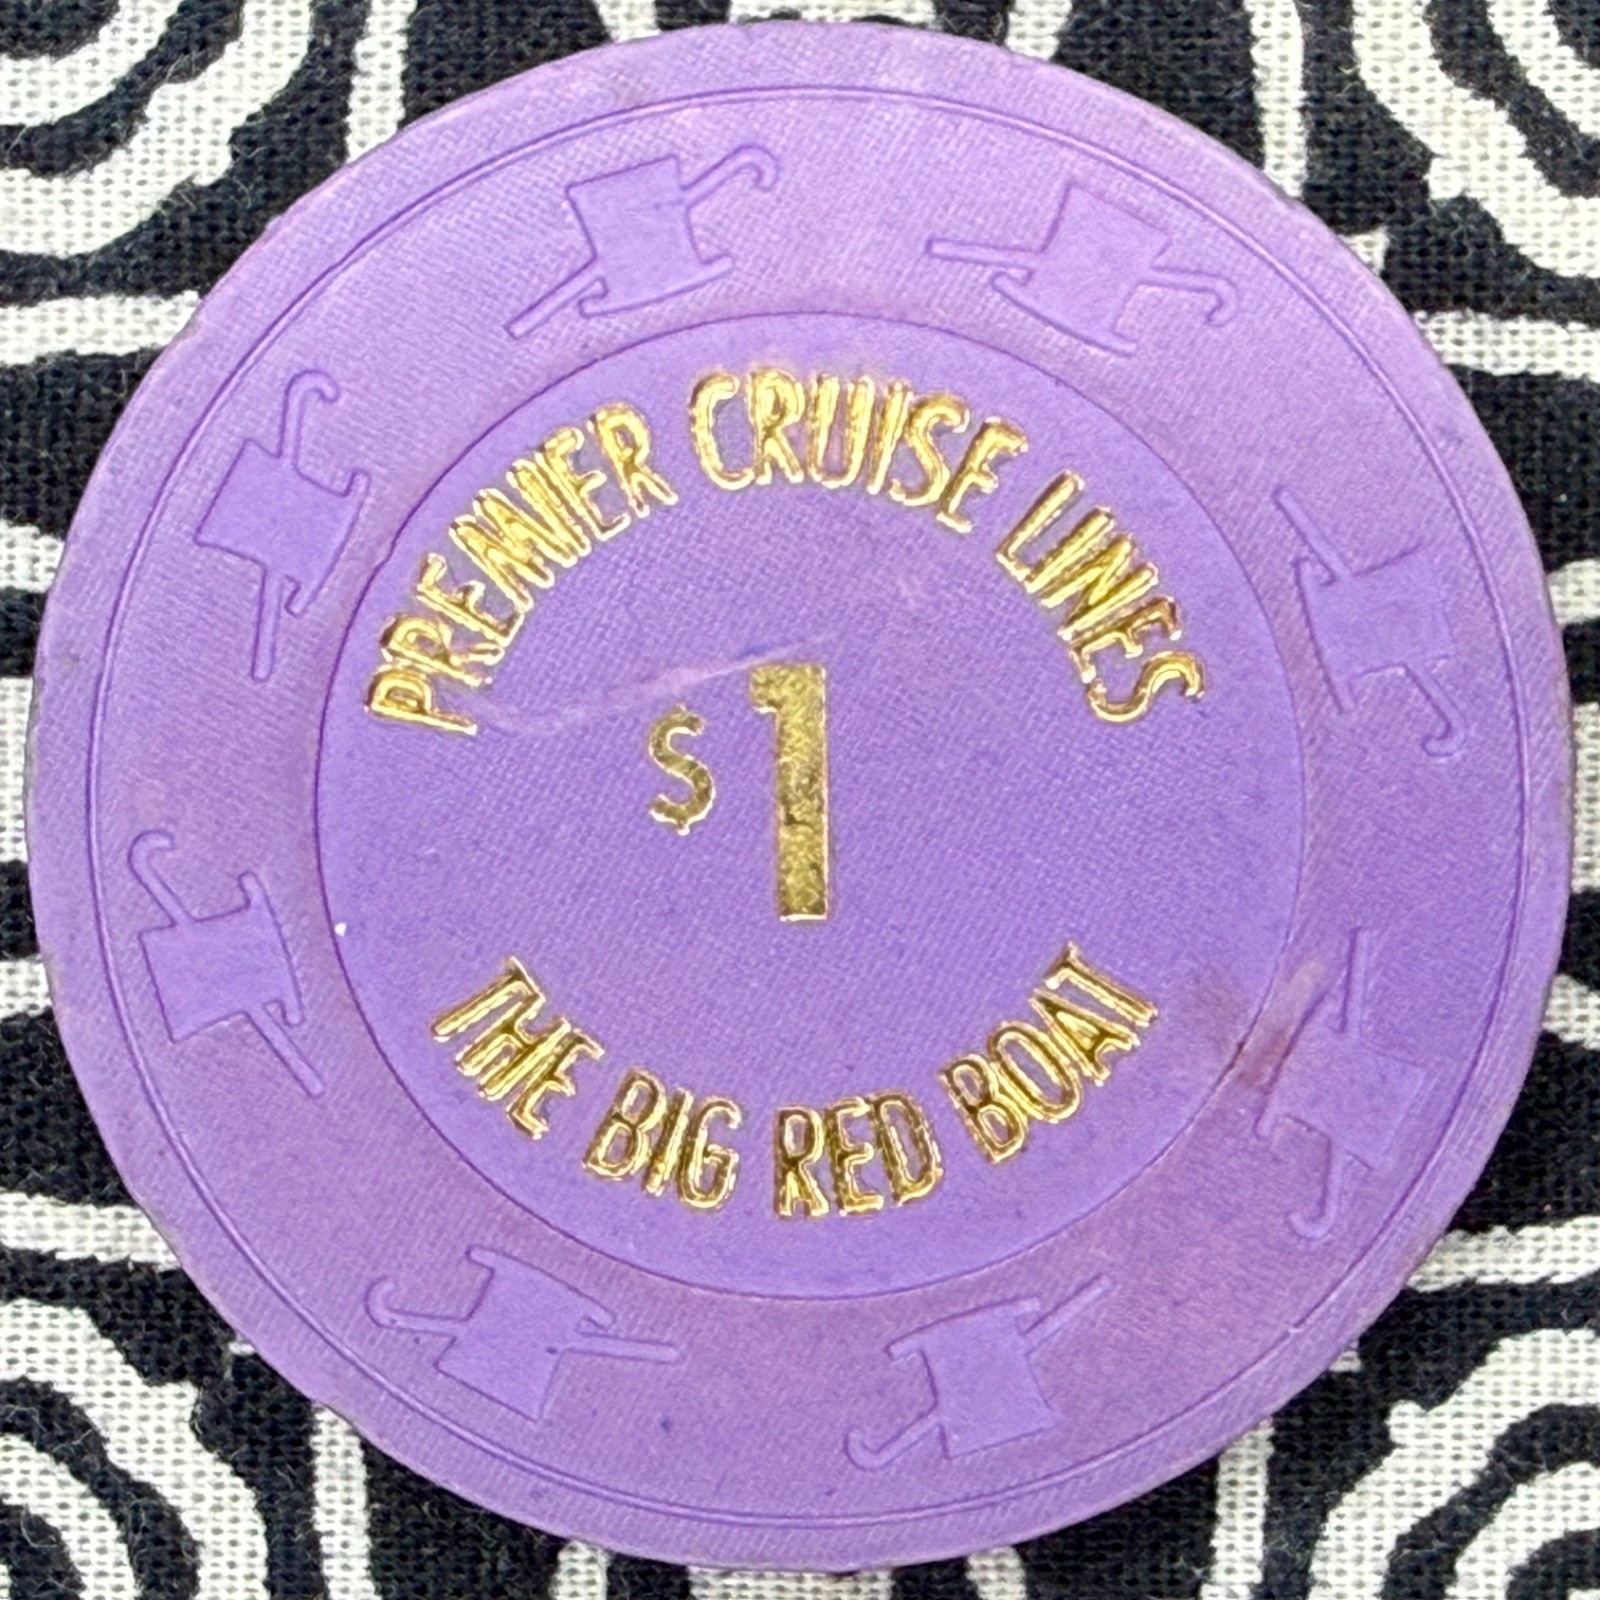 PREMIER CRUISE LINES
$1
THE BIG RED BOAT